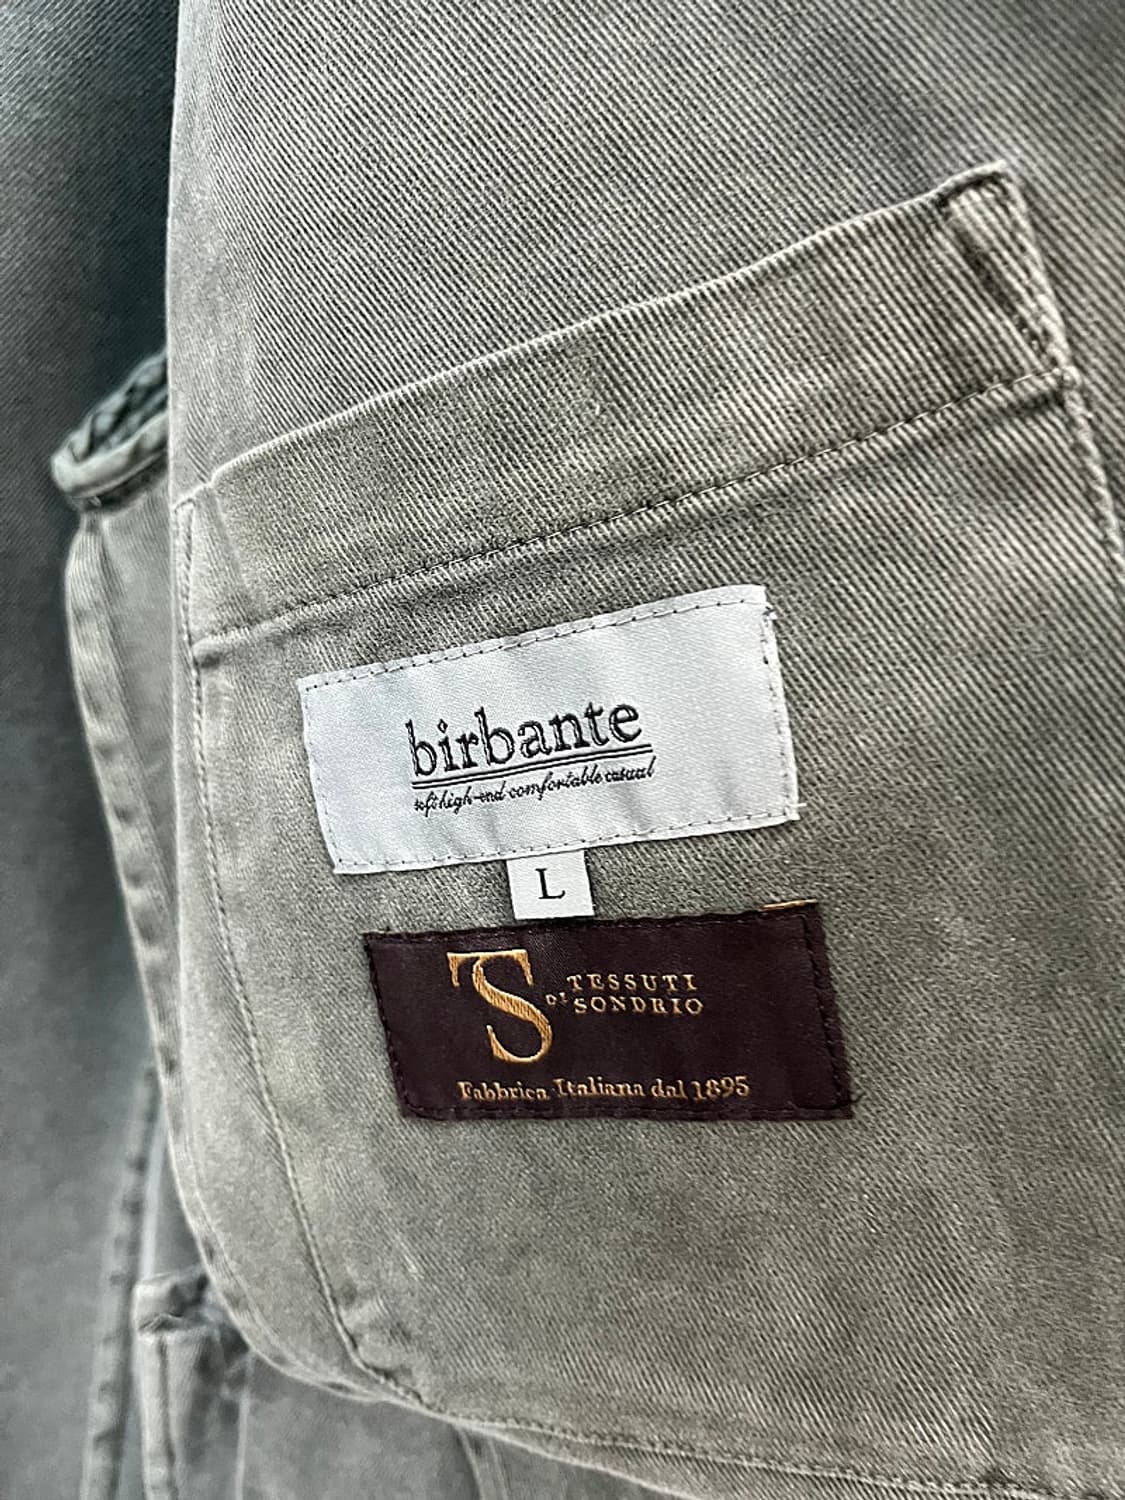 birbante
soft high-end comfortable casual
L
TS
TESSUTI
DI SONDRIO
Fabbrica Italiana dal 1895